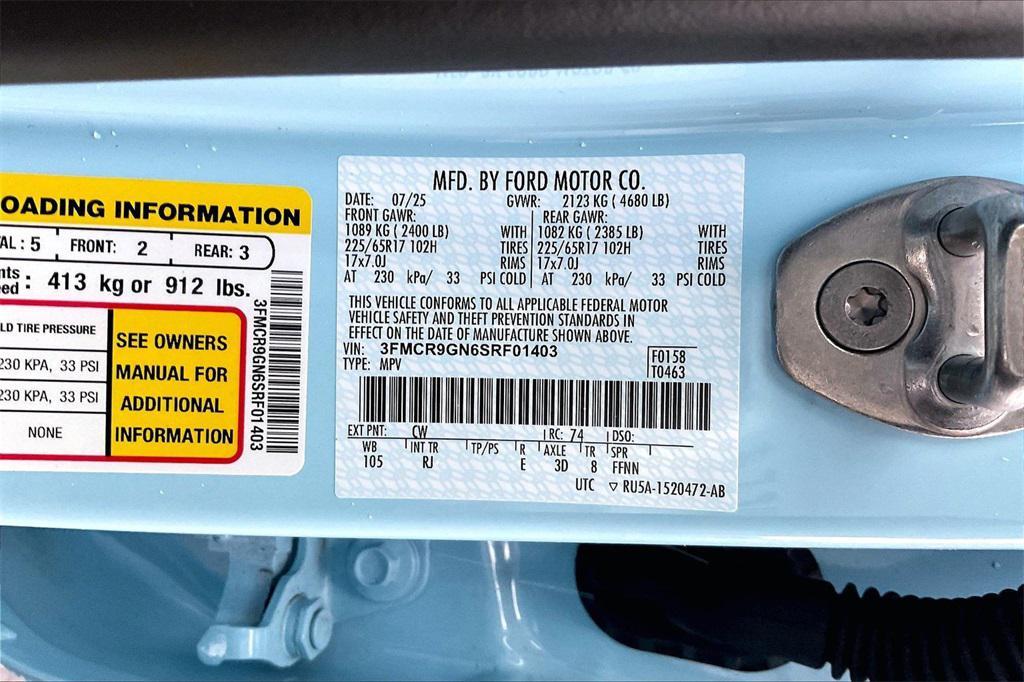 OADING INFORMATION
AL : 5 FRONT: 2 REAR: 3
nts
eed : 413 kg or 912 lbs.
LD TIRE PRESSURE
230 KPA, 33 PSI
230 KPA, 33 PSI
NONE
SEE OWNERS
MANUAL FOR
ADDITIONAL
INFORMATION
3FMCR9GN6SRF01403
MFD. BY FORD MOTOR CO.
DATE: 07/25 GVWR: 2123 KG ( 4680 LB)
FRONT GAWR: REAR GAWR:
1089 KG ( 2400 LB) WITH 1082 KG ( 2385 LB) WITH
225/65R17 102H TIRES 225/65R17 102H TIRES
17x7.0J RIMS 17x7.0J RIMS
AT 230 kPa/ 33 PSI COLD AT 230 kPa/ 33 PSI COLD
THIS VEHICLE CONFORMS TO ALL APPLICABLE FEDERAL MOTOR
VEHICLE SAFETY AND THEFT PREVENTION STANDARDS IN
EFFECT ON THE DATE OF MANUFACTURE SHOWN ABOVE.
VIN: 3FMCR9GN6SRF01403 F0158
TYPE: MPV T0463
EXT PNT: CW RC: 74 DSO:
WB INT TR TP/PS R AXLE TR SPR
105 RJ E 3D 8 FFNN
UTC ▽ RU5A-1520472-AB